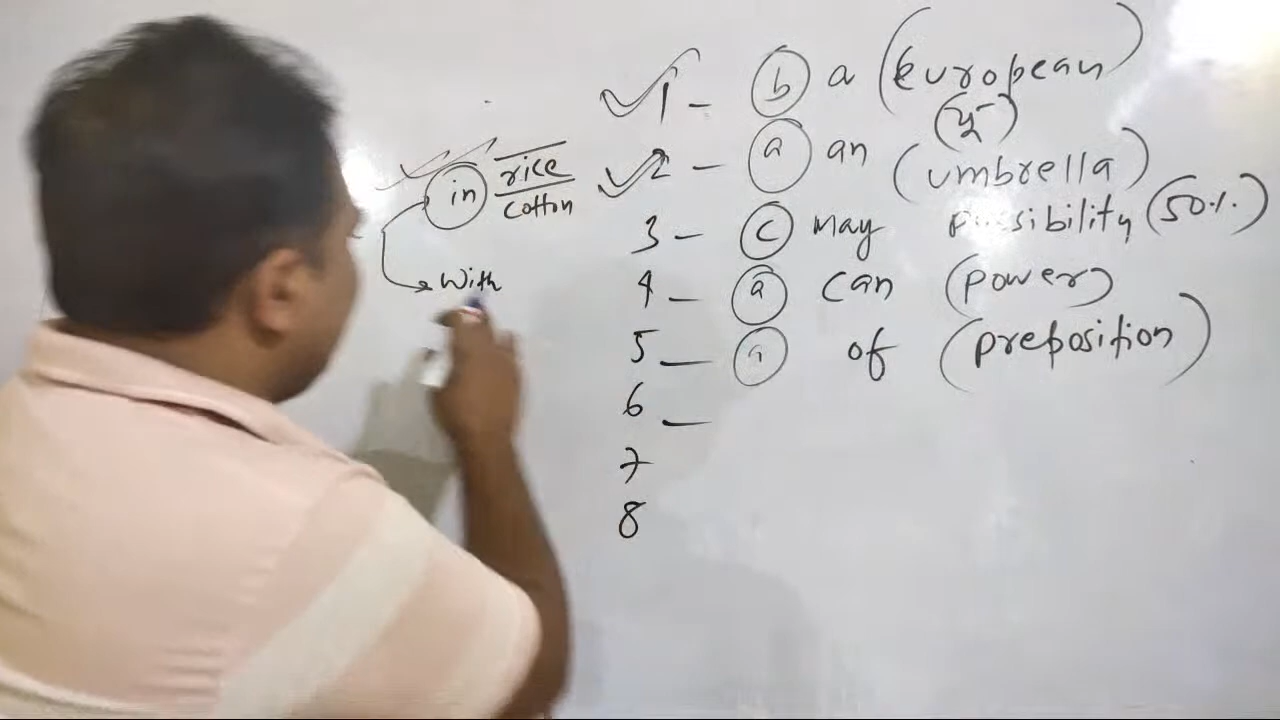 in rice
cotton
with
1 - (b) a (European)
(यू)
2 - (a) an (umbrella)
3 - (c) may possibility (50%)
4 - (a) can (power)
5 - of (preposition)
6 -
7
8